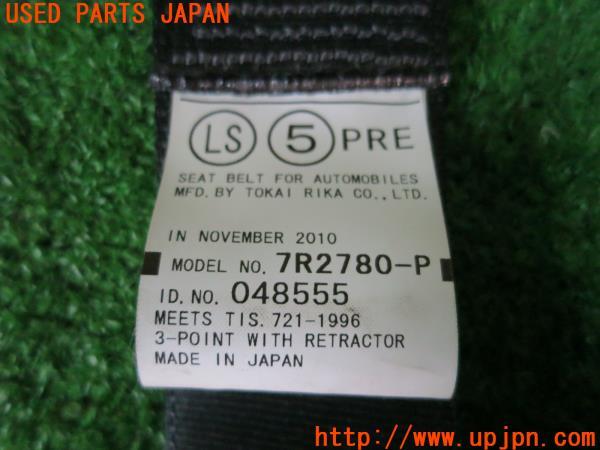 USED PARTS JAPAN
LS 5 PRE
SEAT BELT FOR AUTOMOBILES
MFD. BY TOKAI RIKA CO., LTD.
IN NOVEMBER 2010
MODEL NO. 7R2780-P
ID. NO. 048555
MEETS TIS. 721-1996
3-POINT WITH RETRACTOR
MADE IN JAPAN
UPJ
www.upjpn.com